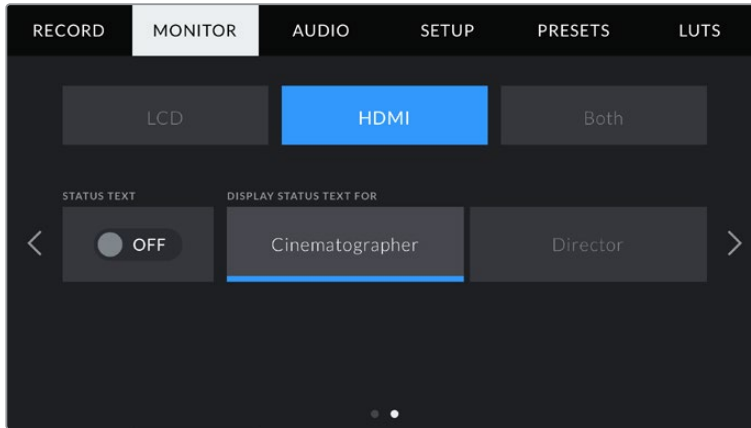 RECORD MONITOR AUDIO SETUP PRESETS LUTS
LCD HDMI Both
STATUS TEXT DISPLAY STATUS TEXT FOR
OFF Cinematographer Director